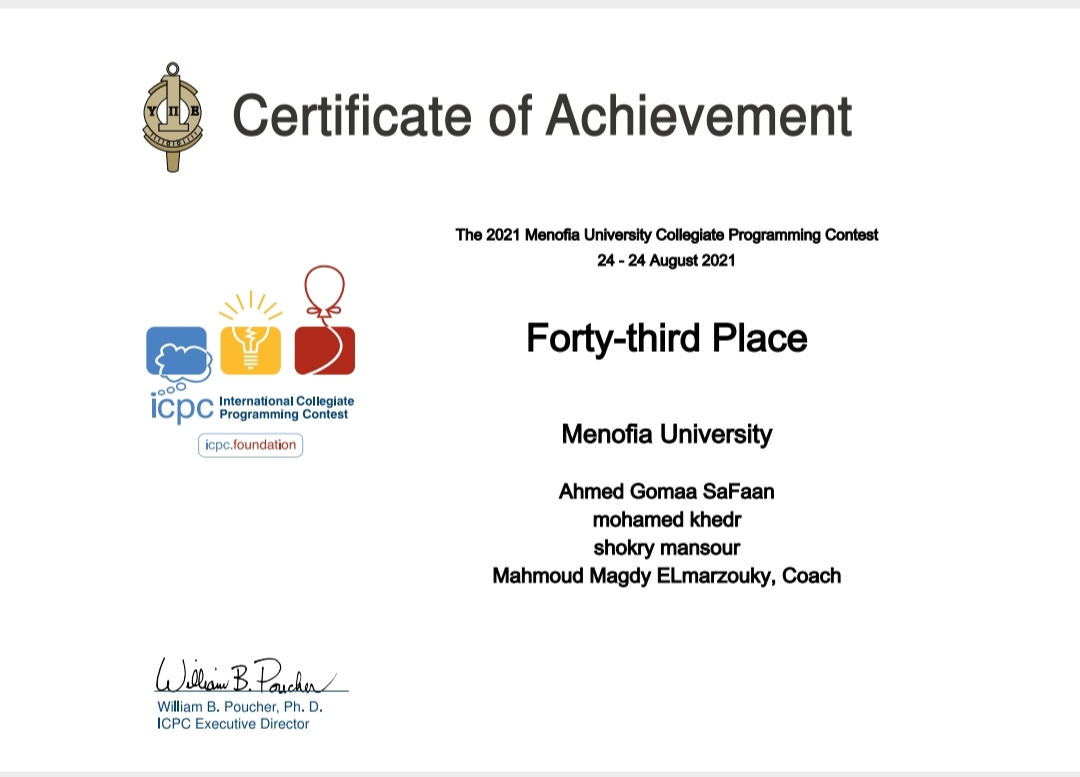 Υ Π Ε
Certificate of Achievement
The 2021 Menofia University Collegiate Programming Contest
24 - 24 August 2021
Forty-third Place
Menofia University
Ahmed Gomaa SaFaan
mohamed khedr
shokry mansour
Mahmoud Magdy ELmarzouky, Coach
icpc International Collegiate
Programming Contest
icpc.foundation
William B. Poucher
William B. Poucher, Ph. D.
ICPC Executive Director